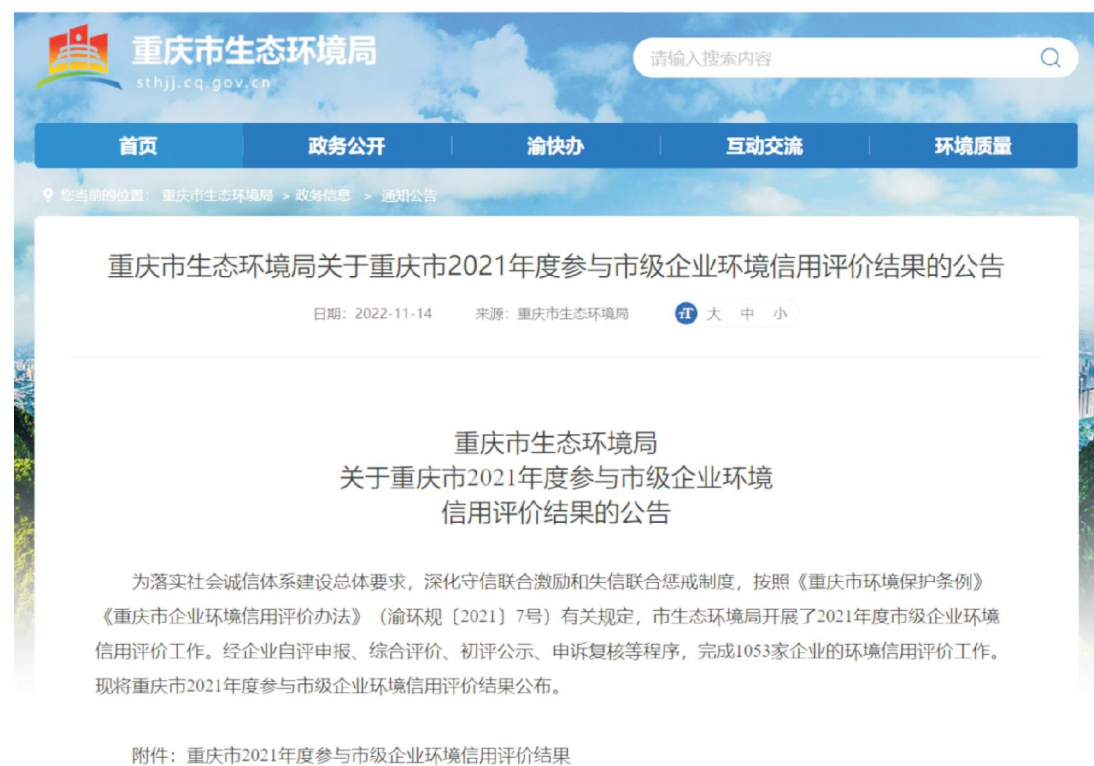 重庆市生态环境局
sthjj.cq.gov.cn
请输入搜索内容
首页 政务公开 渝快办 互动交流 环境质量
您当前的位置： 重庆市生态环境局 > 政务信息 > 通知公告
重庆市生态环境局关于重庆市2021年度参与市级企业环境信用评价结果的公告
日期：2022-11-14 来源：重庆市生态环境局 大 中 小
重庆市生态环境局
关于重庆市2021年度参与市级企业环境
信用评价结果的公告
为落实社会诚信体系建设总体要求，深化守信联合激励和失信联合惩戒制度，按照《重庆市环境保护条例》
《重庆市企业环境信用评价办法》（渝环规〔2021〕7号）有关规定，市生态环境局开展了2021年度市级企业环境
信用评价工作。经企业自评申报、综合评价、初评公示、申诉复核等程序，完成1053家企业的环境信用评价工作。
现将重庆市2021年度参与市级企业环境信用评价结果公布。
附件：重庆市2021年度参与市级企业环境信用评价结果